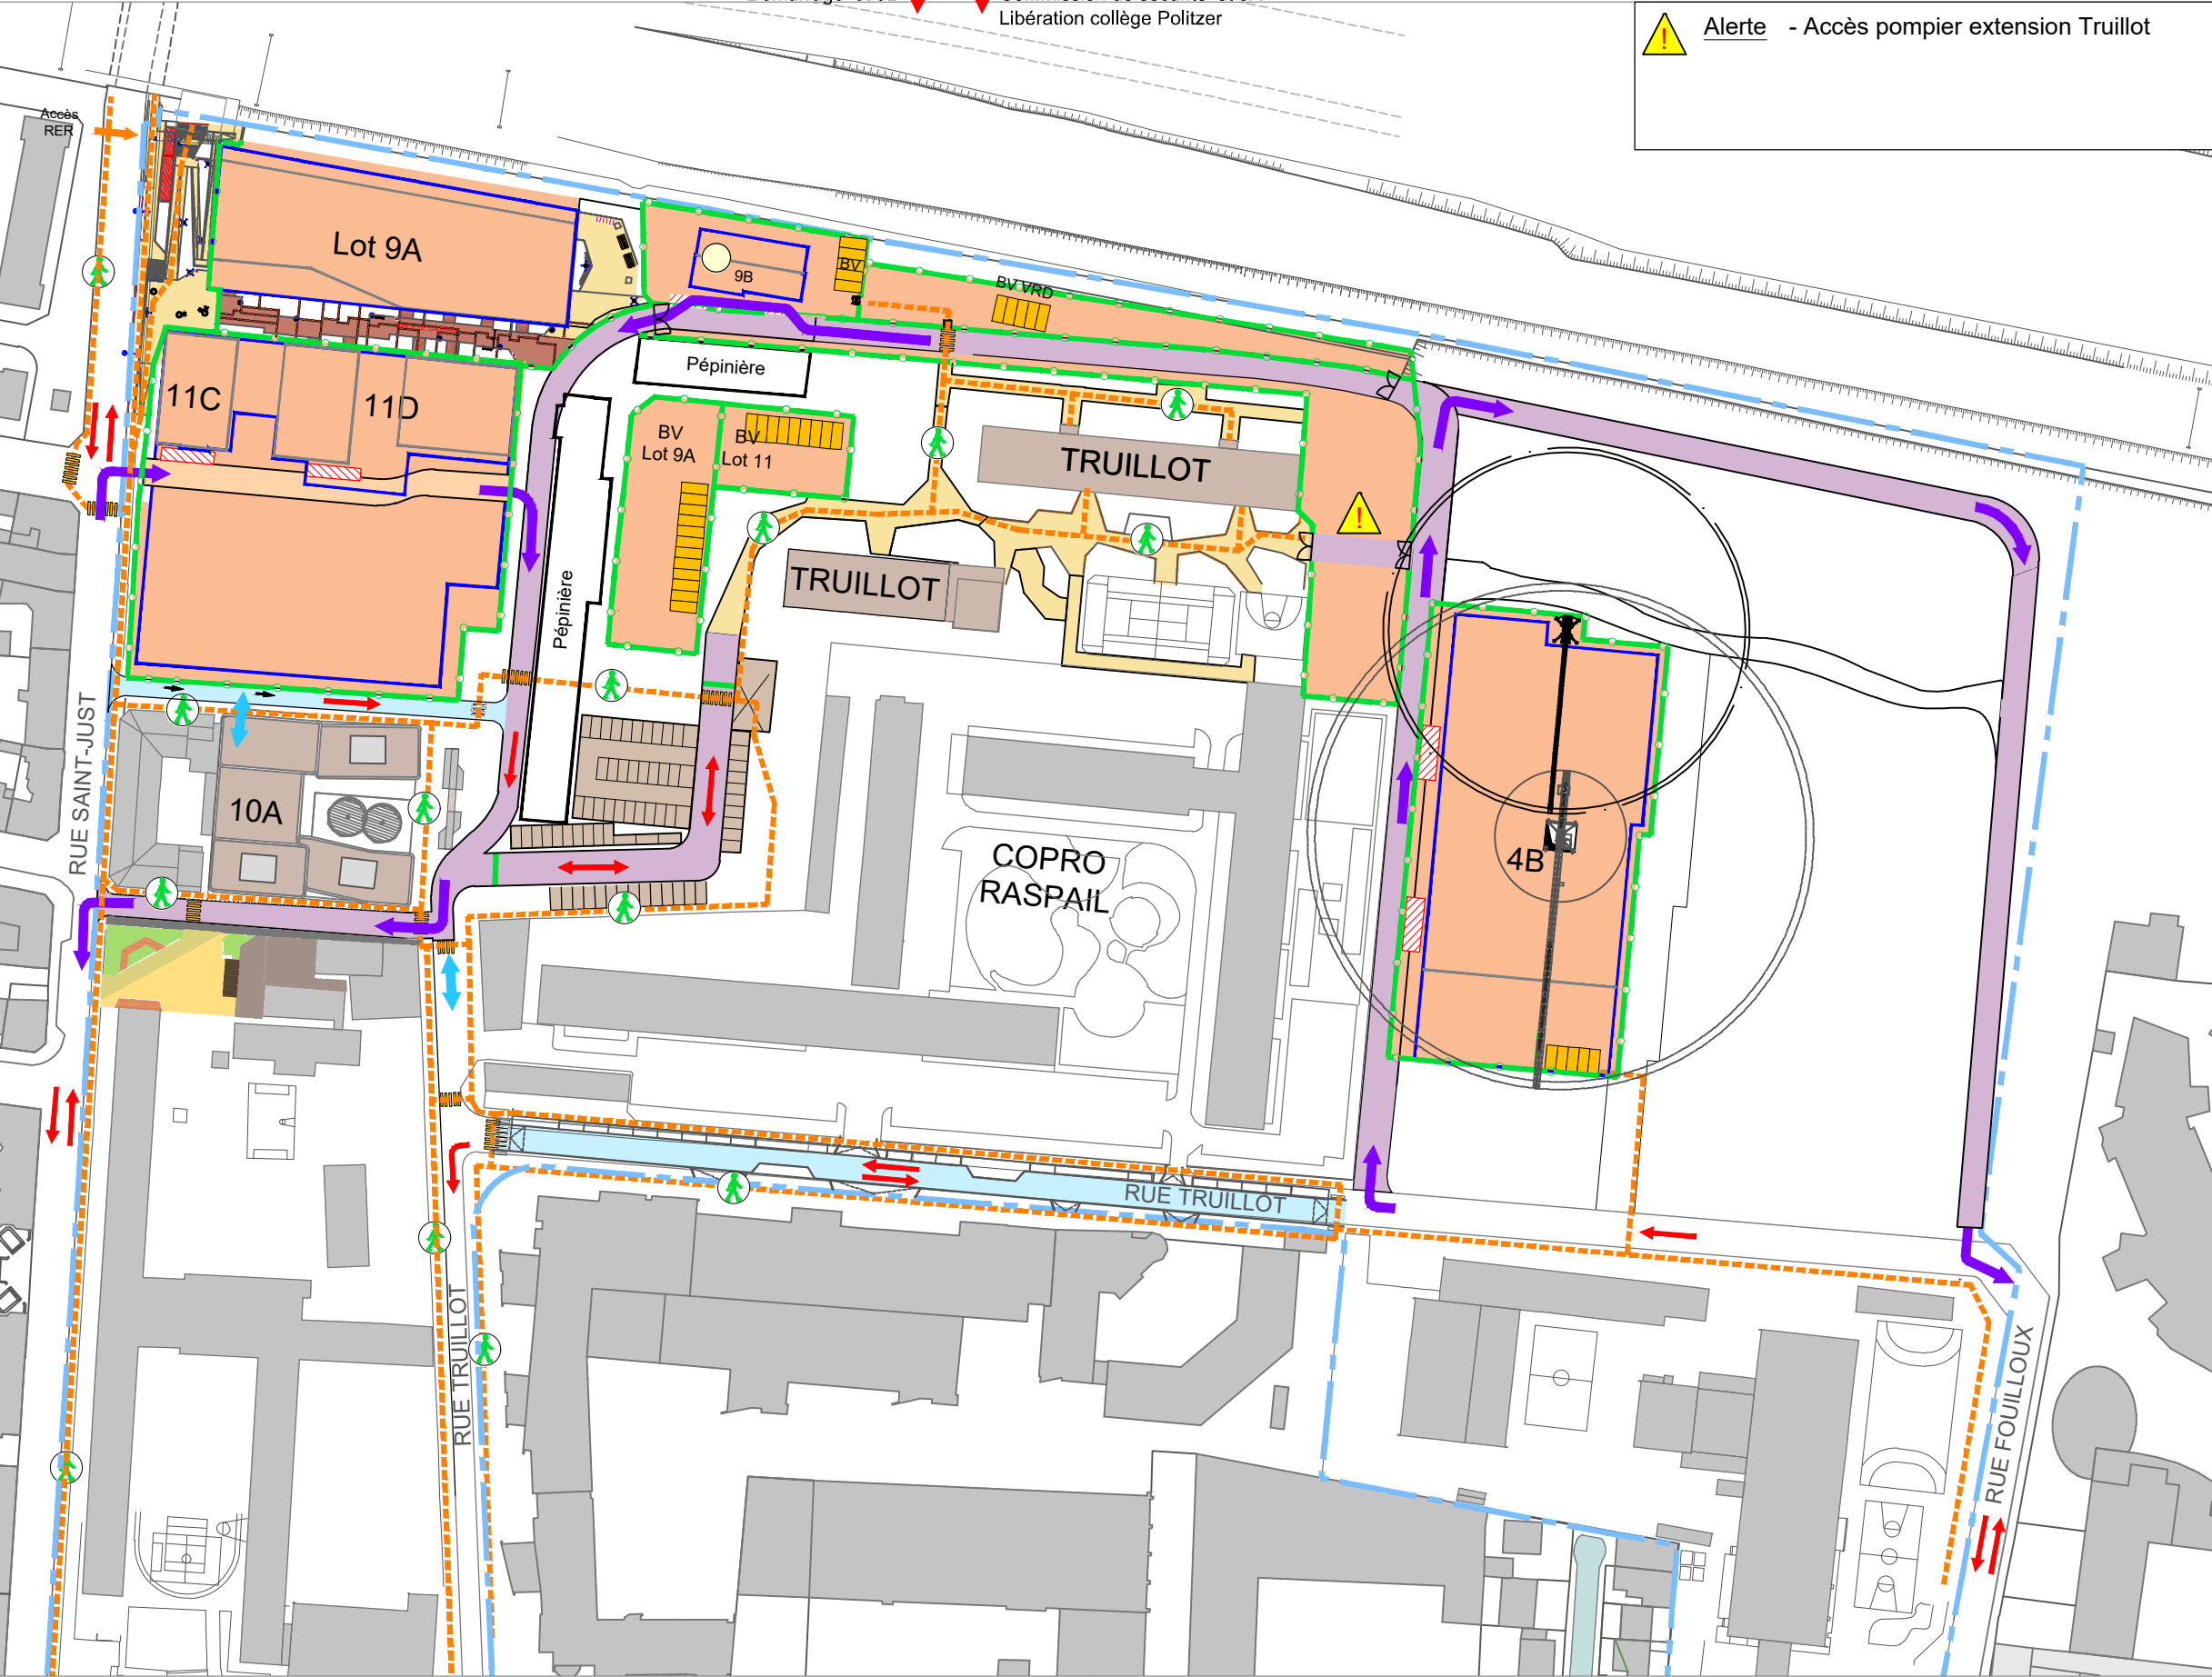 Libération collège Politzer
Alerte - Accès pompier extension Truillot
!
Accès
RER
Lot 9A
9B
BV
BV VRD
Pépinière
11C
11D
BV
Lot 9A
BV
Lot 11
TRUILLOT
!
TRUILLOT
Pépinière
RUE SAINT-JUST
10A
COPRO
RASPAIL
4B
RUE TRUILLOT
RUE TRUILLOT
RUE FOUILLOUX